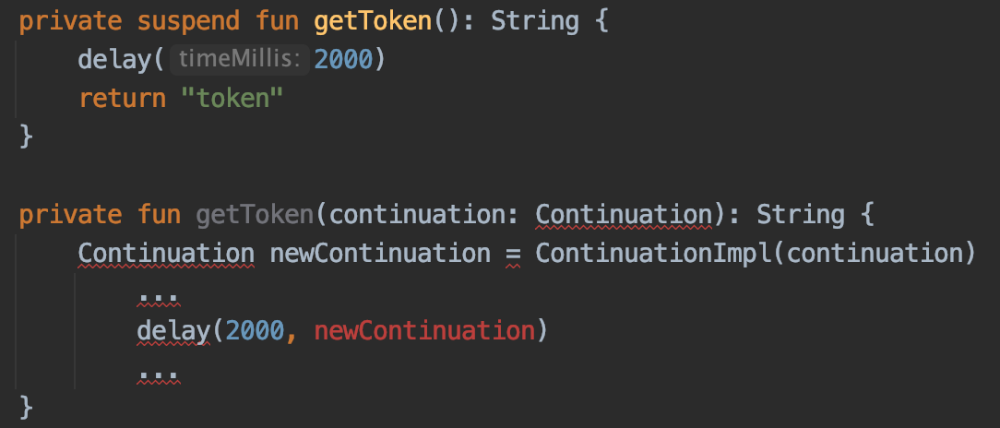 private suspend fun getToken(): String {
    delay( timeMillis: 2000)
    return "token"
}

private fun getToken(continuation: Continuation): String {
    Continuation newContinuation = ContinuationImpl(continuation)
        ...
        delay(2000, newContinuation)
        ...
}